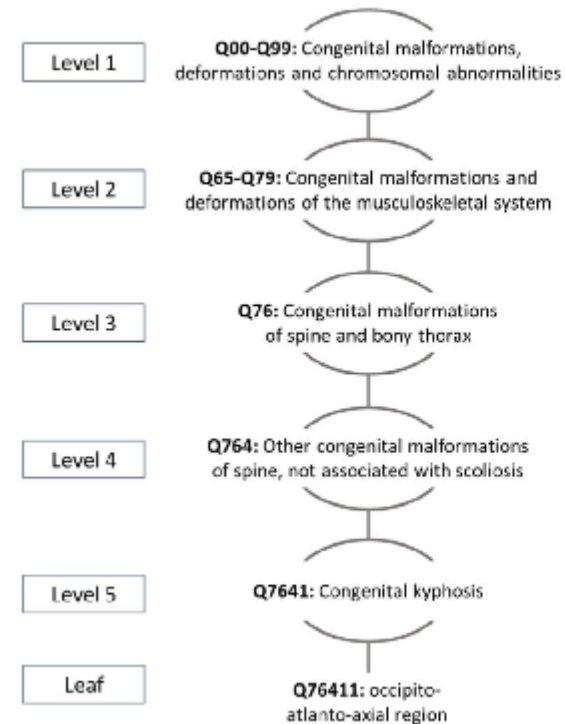 Level 1
Q00-Q99: Congenital malformations,
deformations and chromosomal abnormalities
Level 2
Q65-Q79: Congenital malformations and
deformations of the musculoskeletal system
Level 3
Q76: Congenital malformations
of spine and bony thorax
Level 4
Q764: Other congenital malformations
of spine, not associated with scoliosis
Level 5
Q7641: Congenital kyphosis
Leaf
Q76411: occipito-
atlanto-axial region